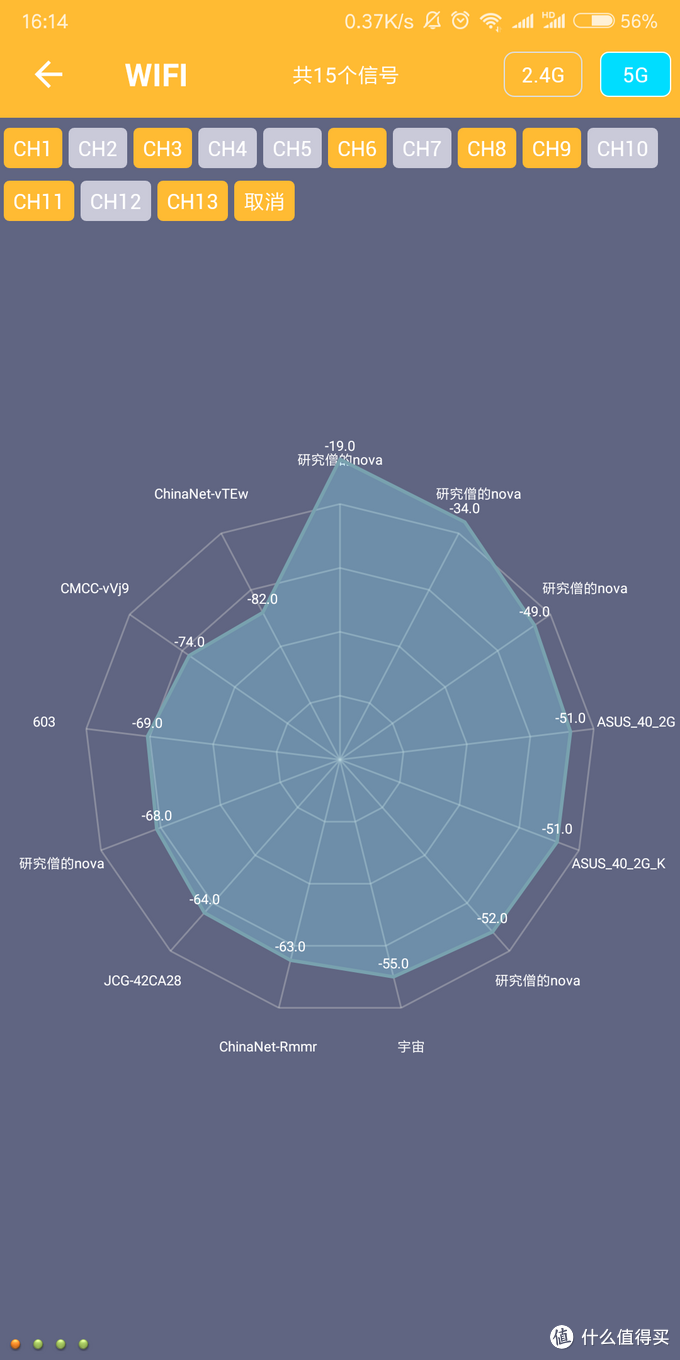 16:14 0.37K/s HD 56%
WIFI 共15个信号 2.4G 5G
CH1 CH2 CH3 CH4 CH5 CH6 CH7 CH8 CH9 CH10
CH11 CH12 CH13 取消
-19.0
研究僧的nova
ChinaNet-vTEw
研究僧的nova
-34.0
CMCC-vVj9
研究僧的nova
-82.0
-49.0
-74.0
603
-69.0
-51.0
ASUS_40_2G
-68.0
-51.0
研究僧的nova
ASUS_40_2G_K
-64.0
-52.0
-63.0
-55.0
JCG-42CA28
研究僧的nova
ChinaNet-Rmmr
宇宙
值 什么值得买